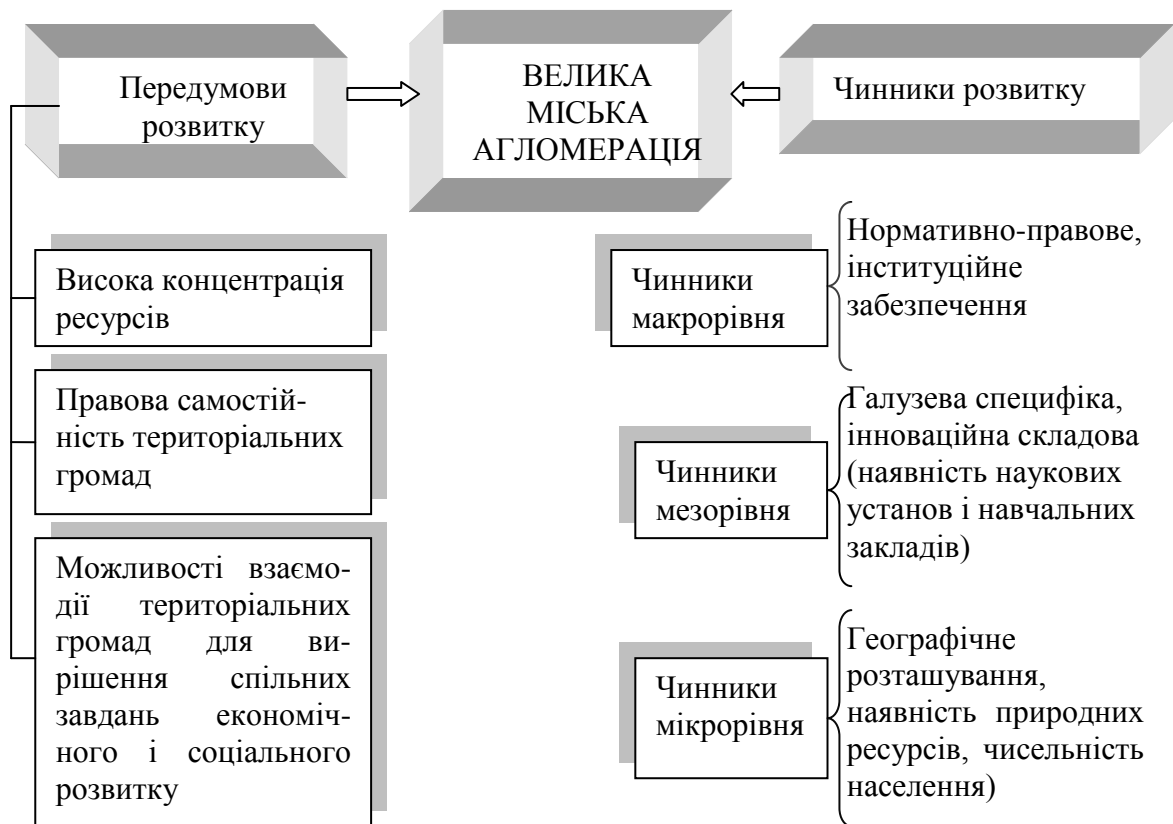 Передумови
розвитку
ВЕЛИКА
МІСЬКА
АГЛОМЕРАЦІЯ
Чинники розвитку
Висока концентрація
ресурсів
Правова самостій-
ність територіальних
громад
Можливості взаємо-
дії територіальних
громад для ви-
рішення спільних
завдань економіч-
ного і соціального
розвитку
Чинники
макрорівня
Нормативно-правове,
інституційне
забезпечення
Чинники
мезорівня
Галузева специфіка,
інноваційна складова
(наявність наукових
установ і навчальних
закладів)
Чинники
мікрорівня
Географічне
розташування,
наявність природних
ресурсів, чисельність
населення)